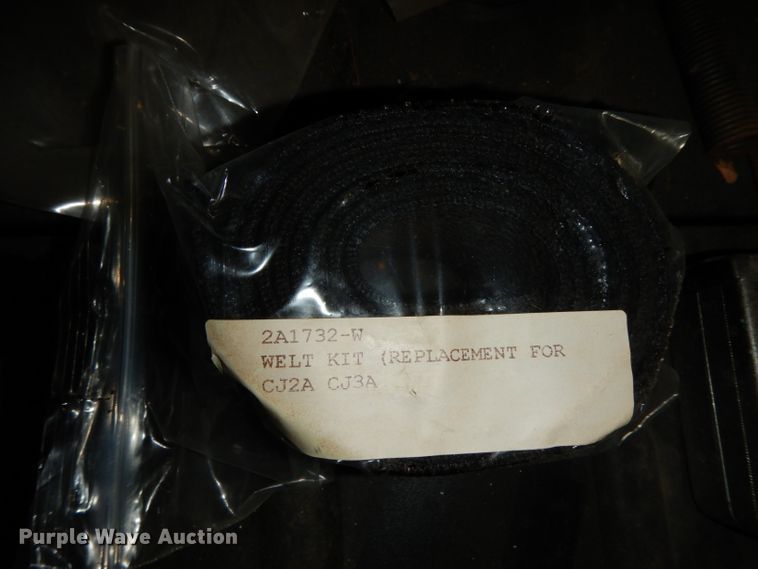 2A1732-W
WELT KIT (REPLACEMENT FOR
CJ2A CJ3A
Purple Wave Auction